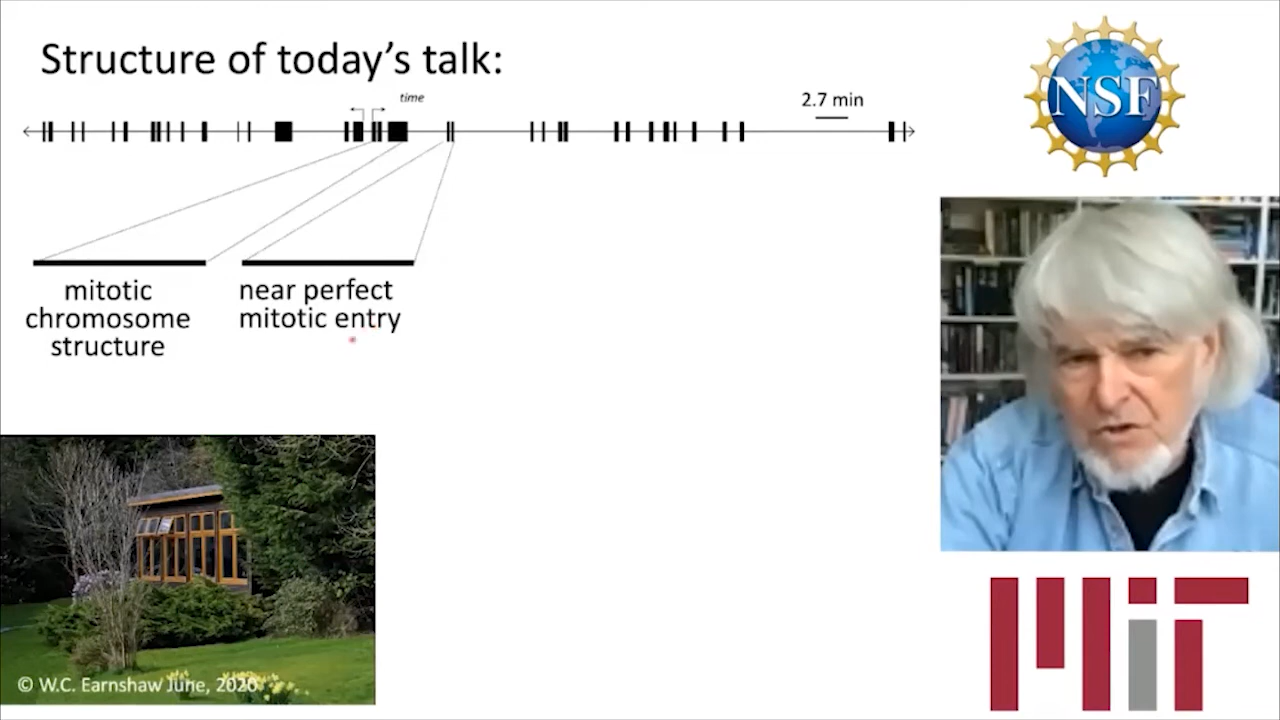 Structure of today's talk:
time
2.7 min
mitotic
chromosome
structure
near perfect
mitotic entry
© W.C. Earnshaw June, 2020
NSF
MIT